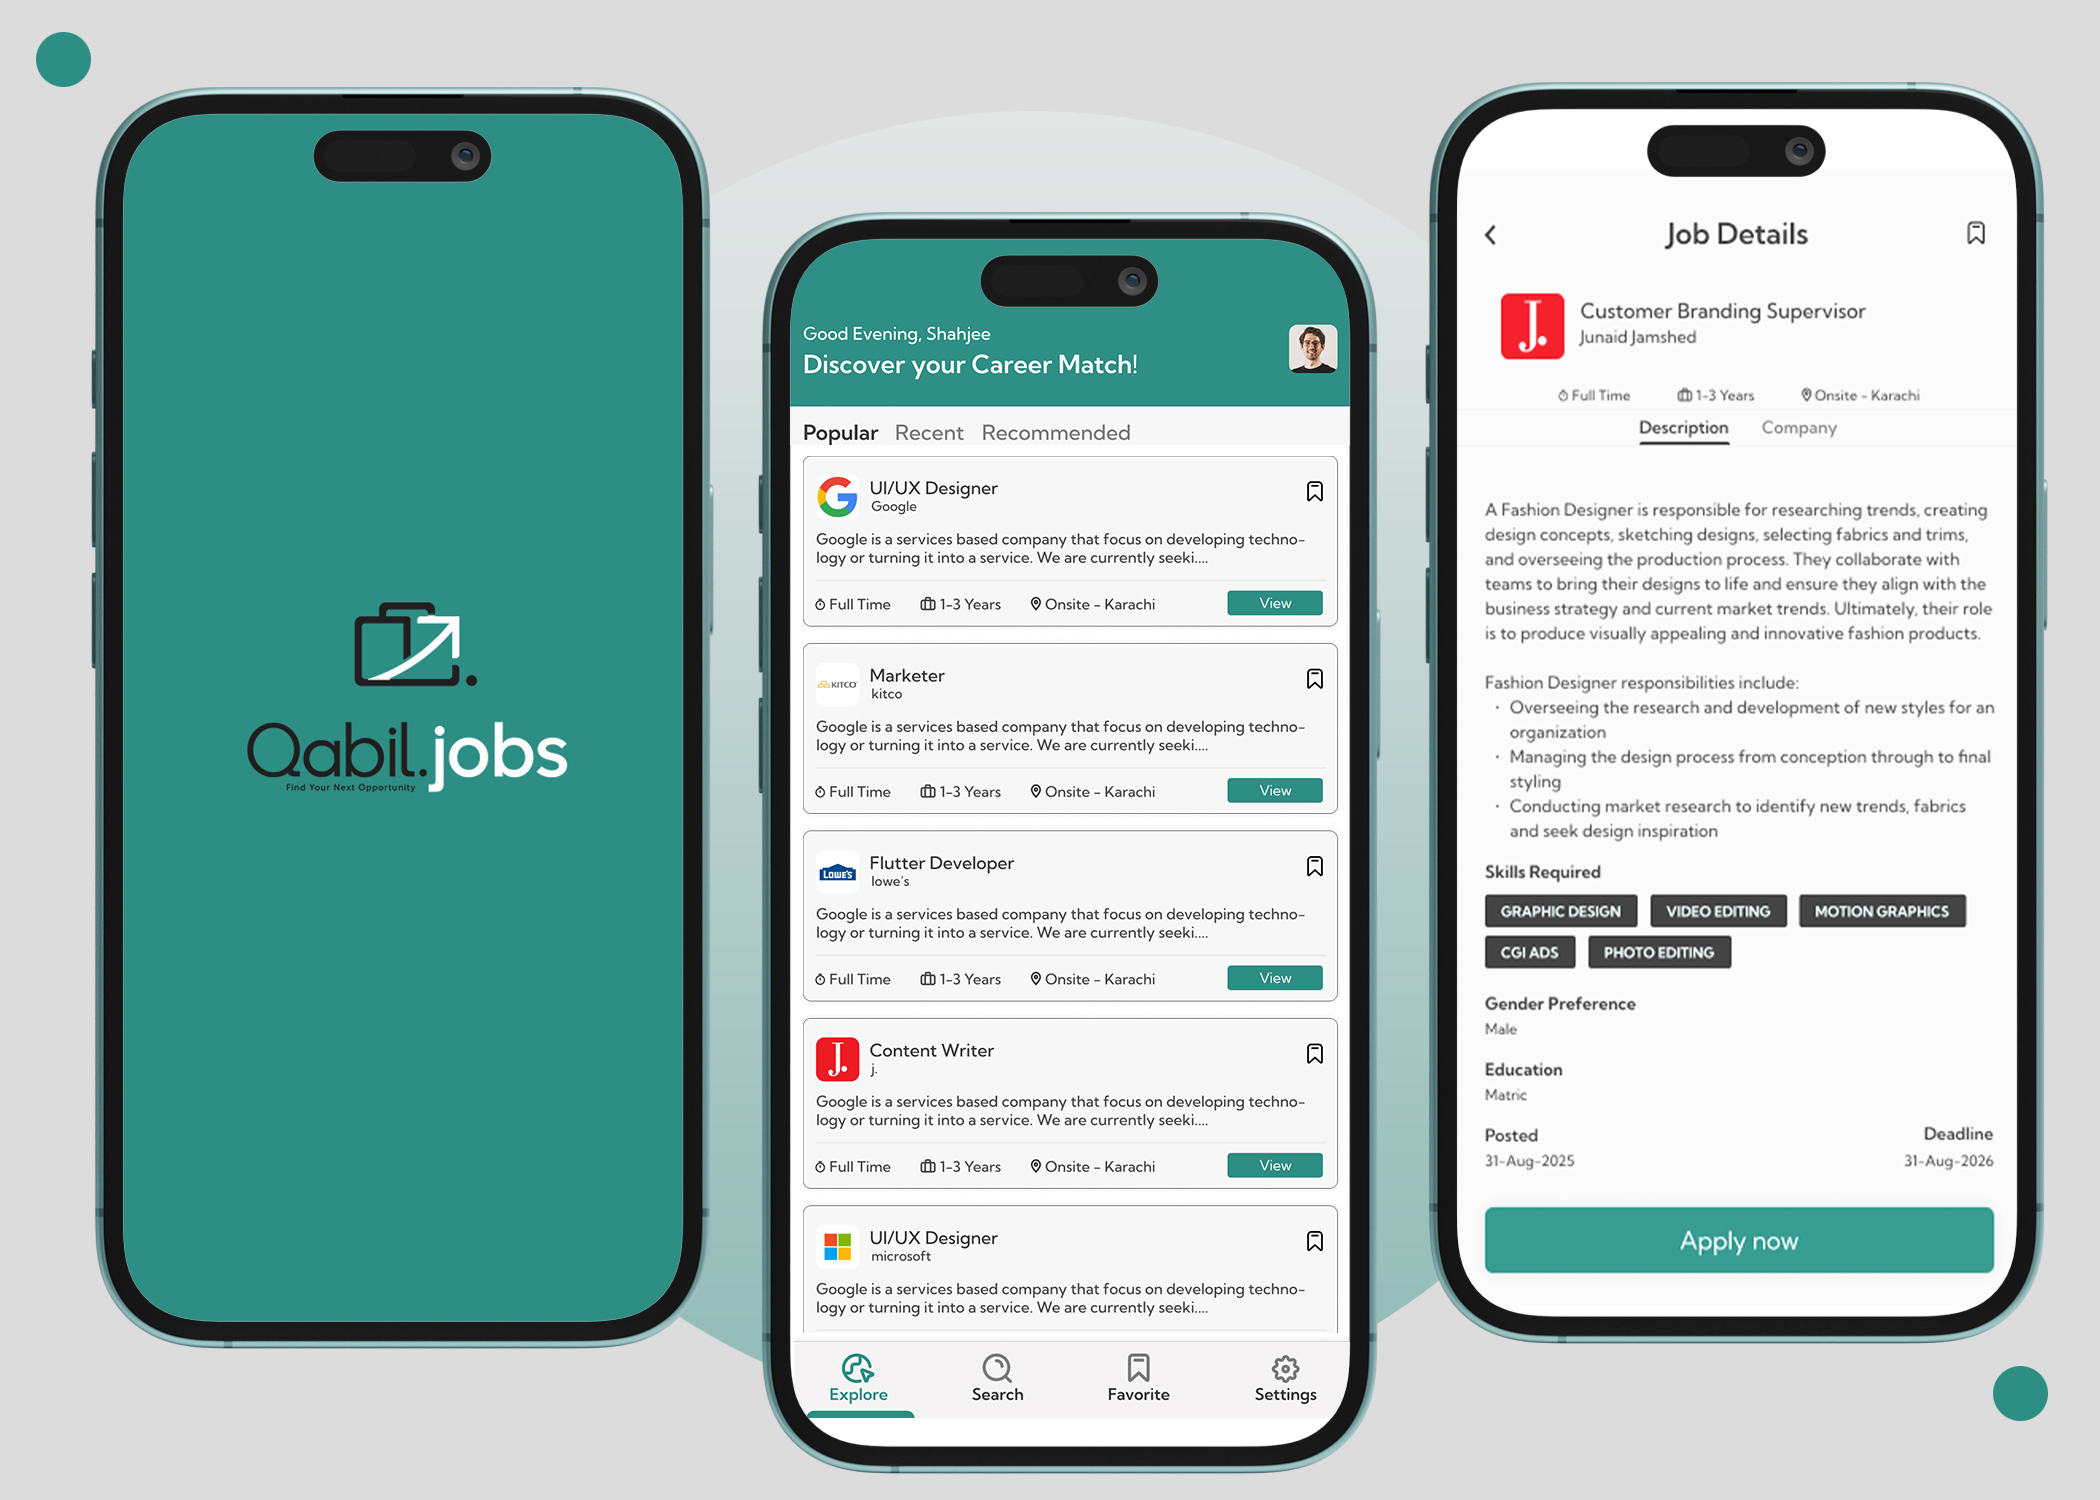 Qabil.jobs
Find Your Next Opportunity
Good Evening, Shahjee
Discover your Career Match!
Popular Recent Recommended
UI/UX Designer
Google
Google is a services based company that focus on developing techno-
logy or turning it into a service. We are currently seeki....
Full Time 1-3 Years Onsite - Karachi View
Marketer
KITCO
kitco
Google is a services based company that focus on developing techno-
logy or turning it into a service. We are currently seeki....
Full Time 1-3 Years Onsite - Karachi View
Flutter Developer
LOWE'S
lowe's
Google is a services based company that focus on developing techno-
logy or turning it into a service. We are currently seeki....
Full Time 1-3 Years Onsite - Karachi View
J.
Content Writer
j.
Google is a services based company that focus on developing techno-
logy or turning it into a service. We are currently seeki....
Full Time 1-3 Years Onsite - Karachi View
UI/UX Designer
microsoft
Google is a services based company that focus on developing techno-
logy or turning it into a service. We are currently seeki....
Explore Search Favorite Settings
Job Details
J.
Customer Branding Supervisor
Junaid Jamshed
Full Time 1-3 Years Onsite - Karachi
Description Company
A Fashion Designer is responsible for researching trends, creating
design concepts, sketching designs, selecting fabrics and trims,
and overseeing the production process. They collaborate with
teams to bring their designs to life and ensure they align with the
business strategy and current market trends. Ultimately, their role
is to produce visually appealing and innovative fashion products.
Fashion Designer responsibilities include:
· Overseeing the research and development of new styles for an
organization
· Managing the design process from conception through to final
styling
· Conducting market research to identify new trends, fabrics
and seek design inspiration
Skills Required
GRAPHIC DESIGN VIDEO EDITING MOTION GRAPHICS
CGI ADS PHOTO EDITING
Gender Preference
Male
Education
Matric
Posted Deadline
31-Aug-2025 31-Aug-2026
Apply now